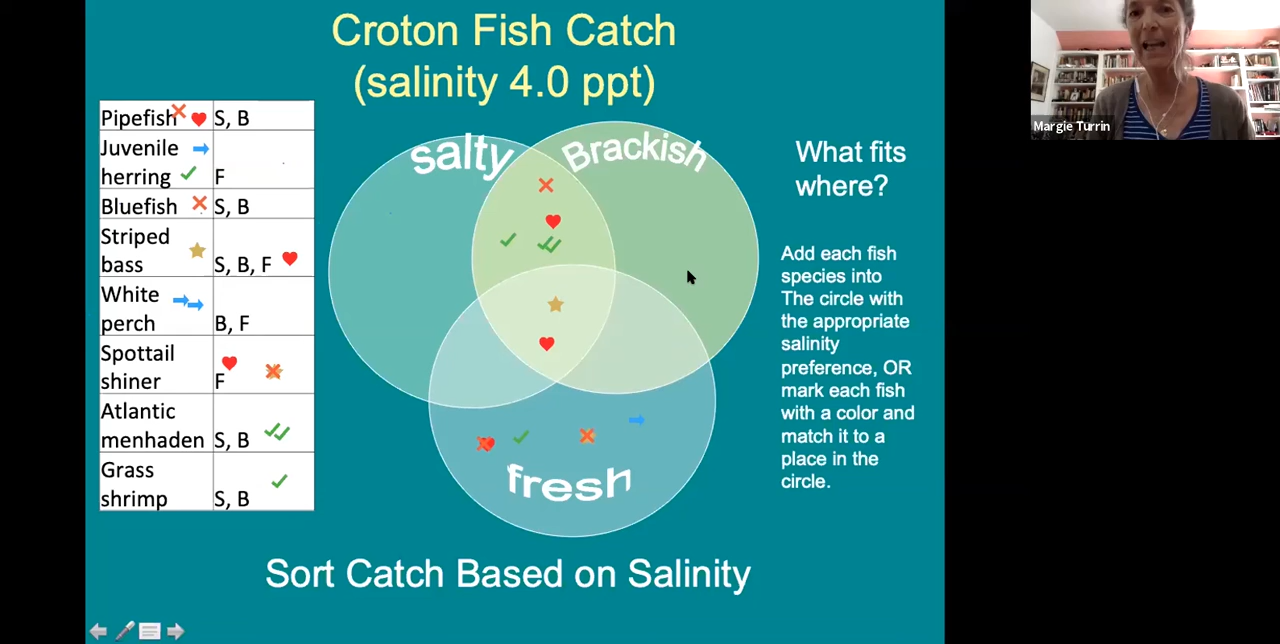 Croton Fish Catch
(salinity 4.0 ppt)
Pipefish S, B
Juvenile
herring F
Bluefish S, B
Striped
bass S, B, F
White
perch B, F
Spottail
shiner F
Atlantic
menhaden S, B
Grass
shrimp S, B
salty
Brackish
fresh
What fits
where?
Add each fish
species into
The circle with
the appropriate
salinity
preference, OR
mark each fish
with a color and
match it to a
place in the
circle.
Sort Catch Based on Salinity
Margie Turrin